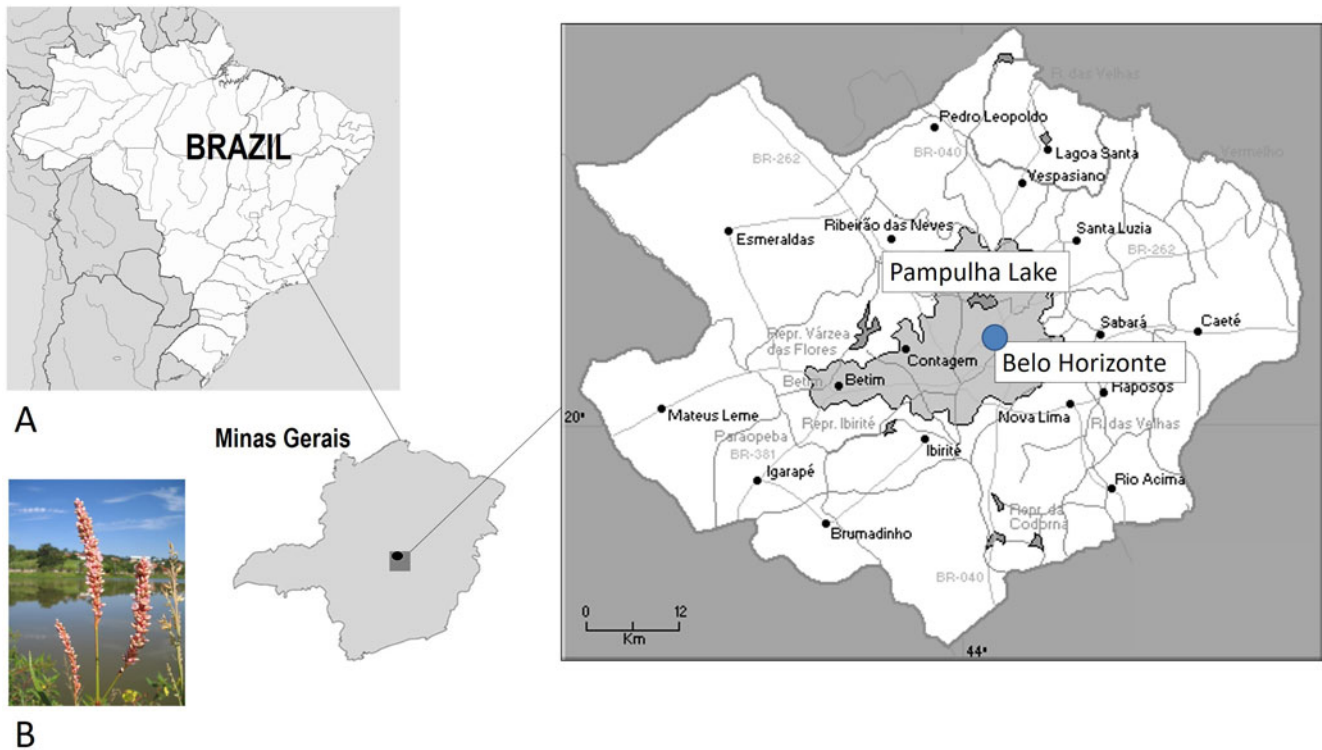 BRAZIL
A
Minas Gerais
B
R. das Velhas
Pedro Leopoldo
BR-262
BR-040
Lagoa Santa
Vermelho
Vespasiano
Ribeirão das Neves
Esmeraldas
Santa Luzia
BR-262
Pampulha Lake
Repr. Várzea
das Flores
Sabará
Caeté
Contagem
Belo Horizonte
Betim
Betim
Raposos
20º
Mateus Leme
Nova Lima
Paraopeba
Repr. Ibirité
R. das Velhas
BR-381
Ibirité
Igarapé
Rio Acima
Repr. da
Codorna
Brumadinho
BR-040
0 12
Km
44º